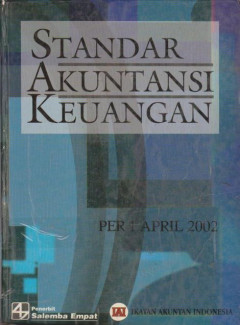 STANDAR
AKUNTANSI
KEUANGAN
PER 1 APRIL 2002
Penerbit
Salemba Empat
IAI
IKATAN AKUNTAN INDONESIA